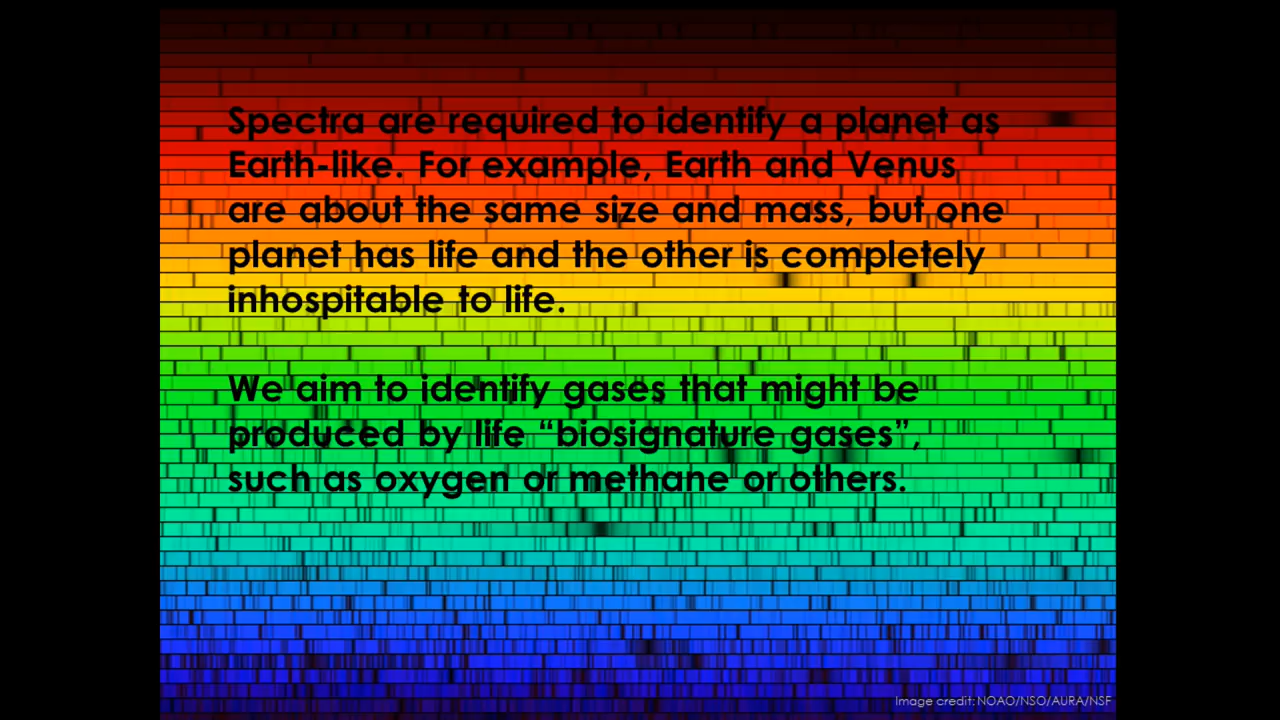 Spectra are required to identify a planet as
Earth-like. For example, Earth and Venus
are about the same size and mass, but one
planet has life and the other is completely
inhospitable to life.
We aim to identify gases that might be
produced by life “biosignature gases”,
such as oxygen or methane or others.
Image credit: NOAO/NSO/AURA/NSF